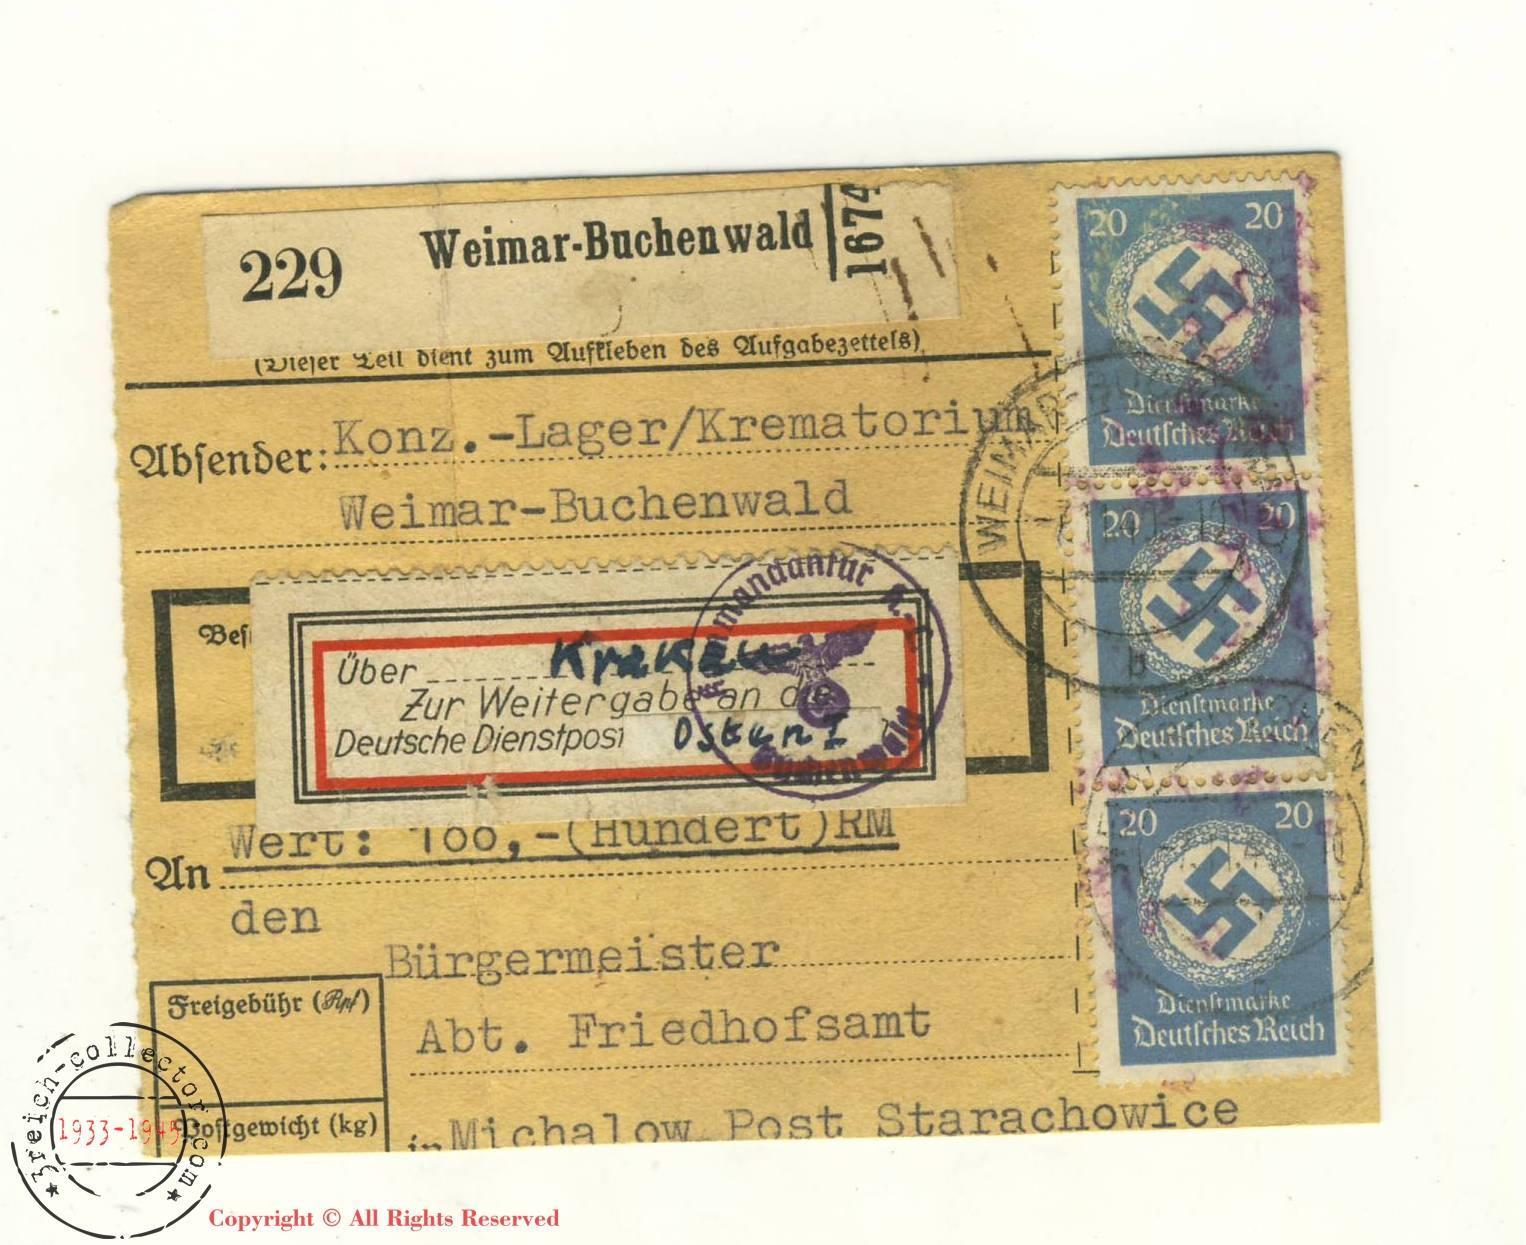 229
Weimar-Buchenwald
1674
(Dieser Teil dient zum Aufkleben des Aufgabezettels)
Absender: Konz.-Lager/Krematorium
Weimar-Buchenwald
WEIMAR
b
Über Krakau
Zur Weitergabe an die
Deutsche Dienstpost Osten I
Kommandantur K.-L.
Buchenwald
Wert: 100,-(Hundert)RM
An
den
Bürgermeister
Abt. Friedhofsamt
in Michalow Post Starachowice
Freigebühr (Rpf)
Postgewicht (kg)
20 20
Dienstmarke
Deutsches Reich
20 20
Dienstmarke
Deutsches Reich
20 20
Dienstmarke
Deutsches Reich
3reich-collector.com
1933-1945
Copyright © All Rights Reserved